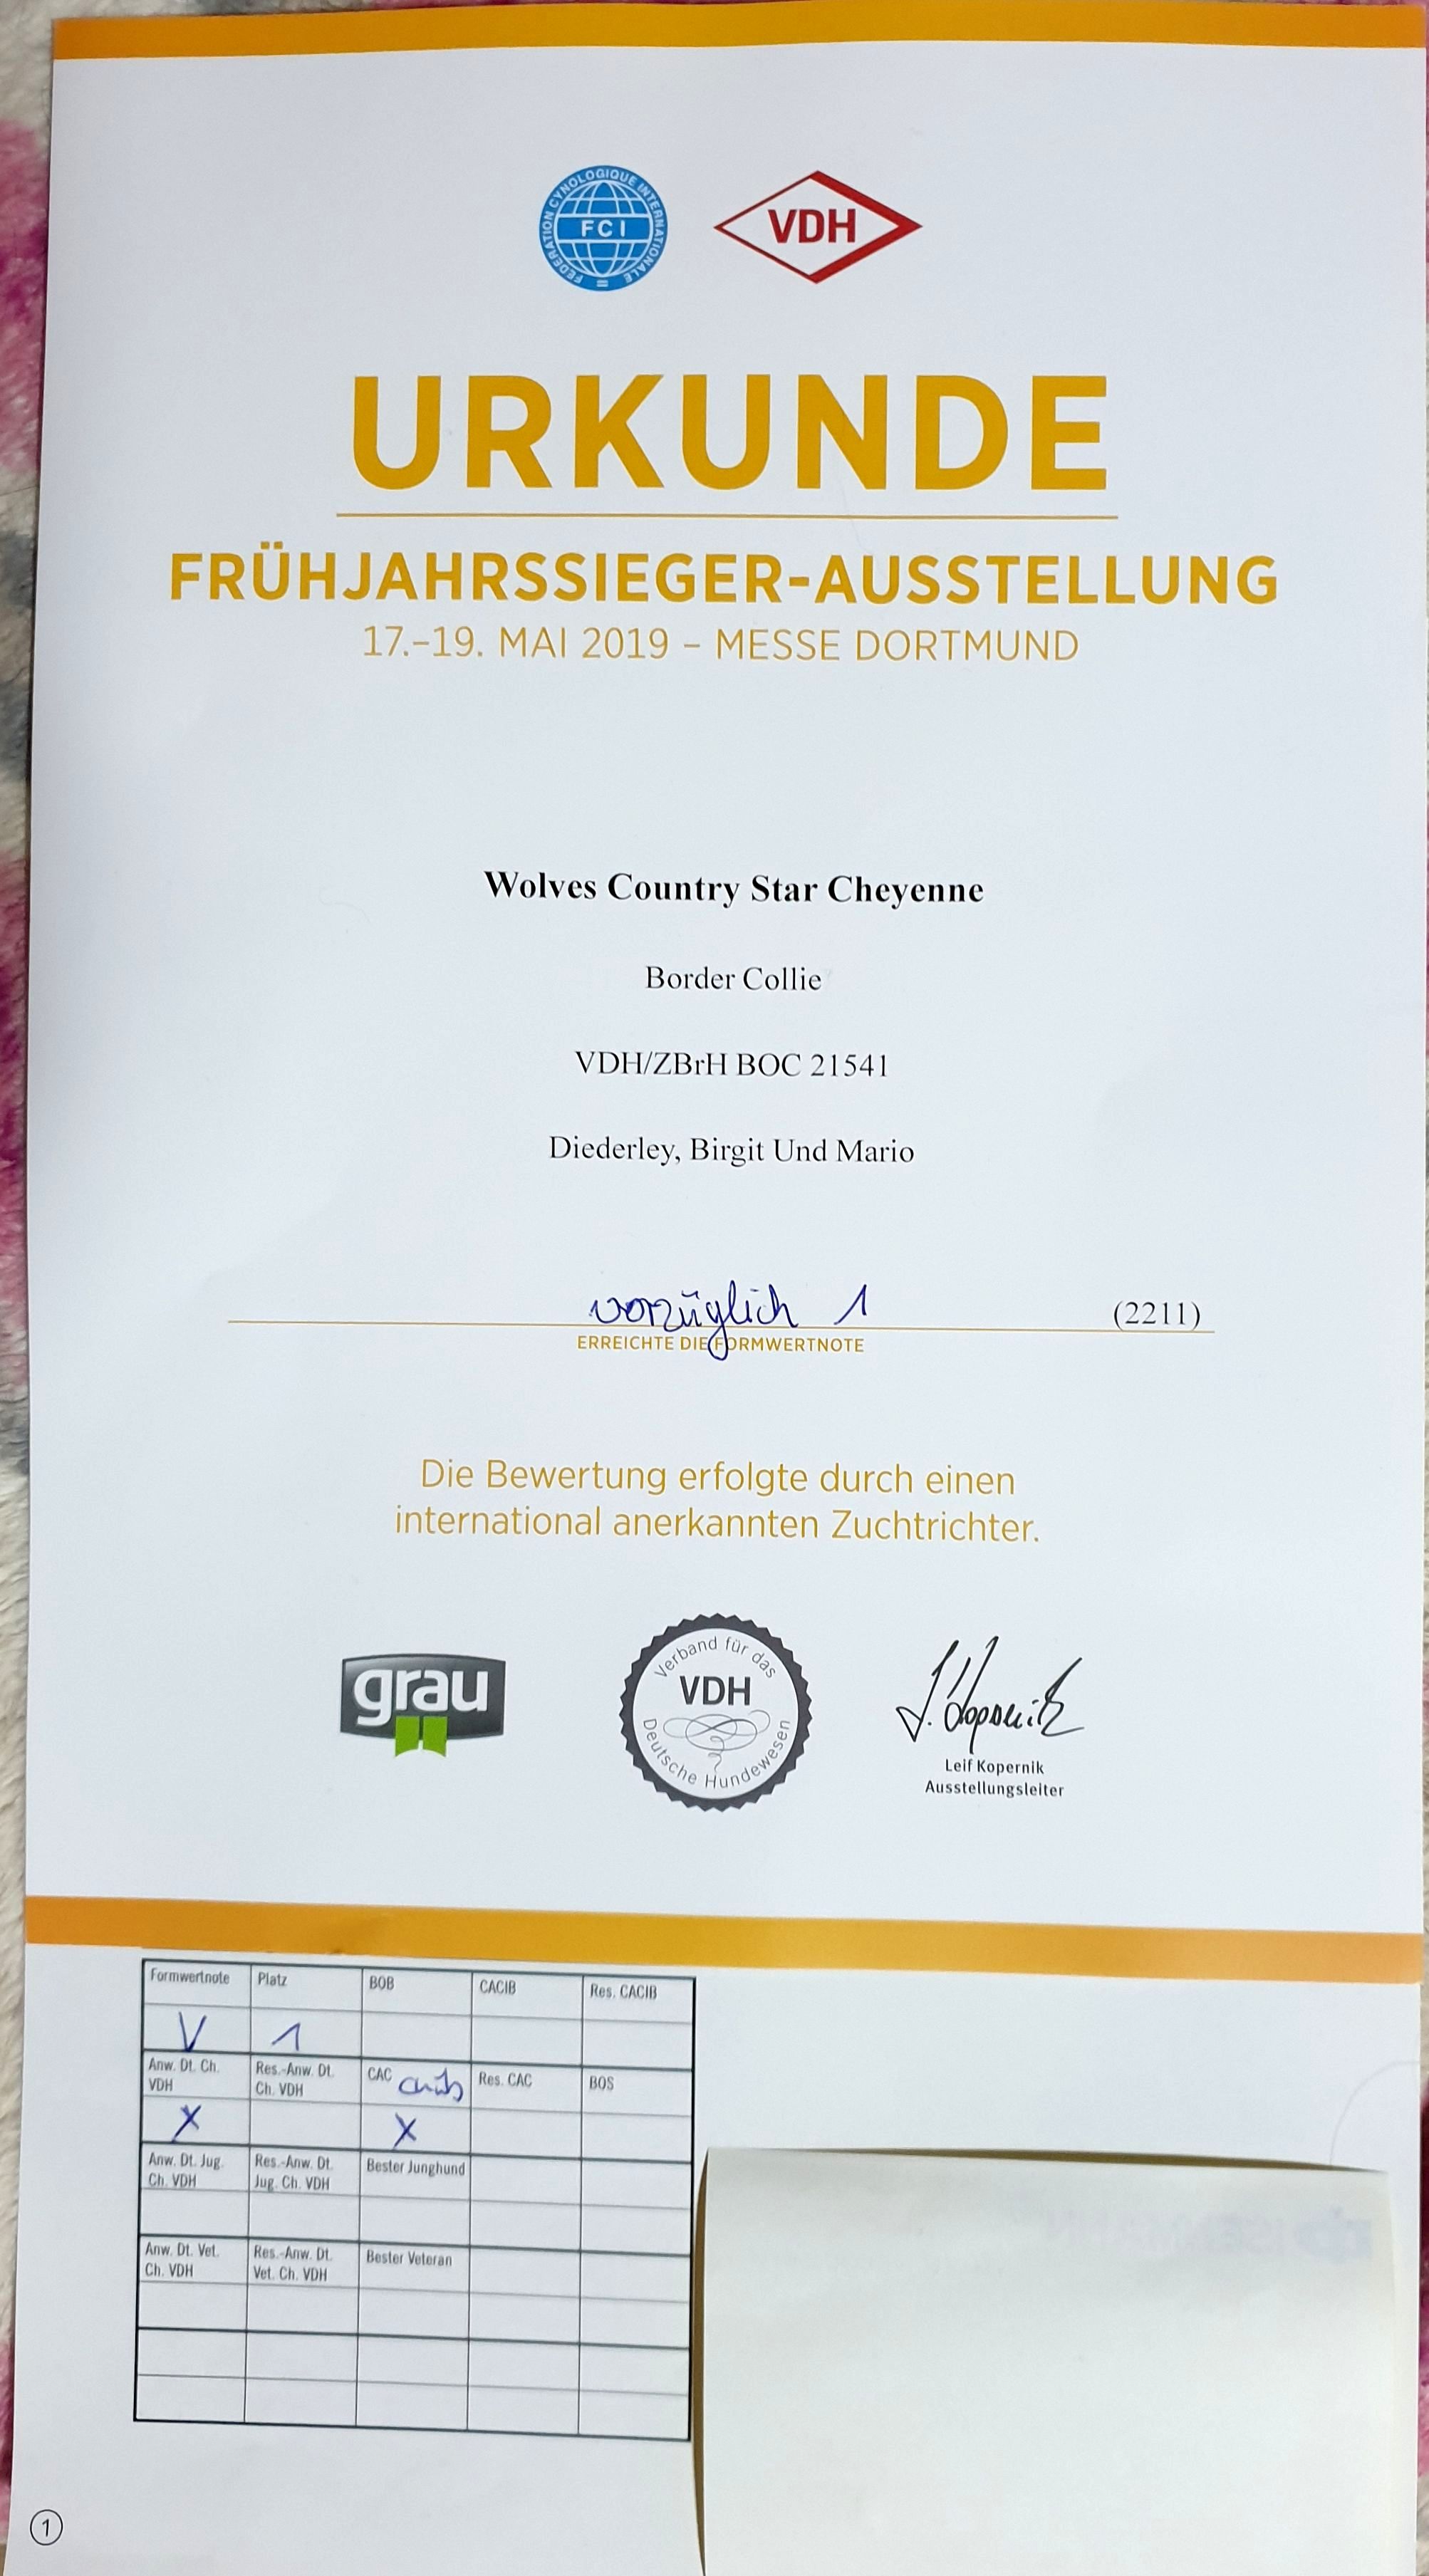 FEDERATION CYNOLOGIQUE INTERNATIONALE
FCI
VDH
URKUNDE
FRÜHJAHRSSIEGER-AUSSTELLUNG
17.–19. MAI 2019 – MESSE DORTMUND
Wolves Country Star Cheyenne
Border Collie
VDH/ZBrH BOC 21541
Diederley, Birgit Und Mario
vorzüglich 1 (2211)
ERREICHTE DIE FORMWERTNOTE
Die Bewertung erfolgte durch einen
international anerkannten Zuchtrichter.
grau
Verband für das
VDH
Deutsche Hundewesen
Leif Kopernik
Ausstellungsleiter
Formwertnote Platz BOB CACIB Res. CACIB
V 1
Anw. Dt. Ch. VDH Res.-Anw. Dt. Ch. VDH CAC Res. CAC BOS
X X
Anw. Dt. Jug. Ch. VDH Res.-Anw. Dt. Jug. Ch. VDH Bester Junghund
Anw. Dt. Vet. Ch. VDH Res.-Anw. Dt. Vet. Ch. VDH Bester Veteran
1